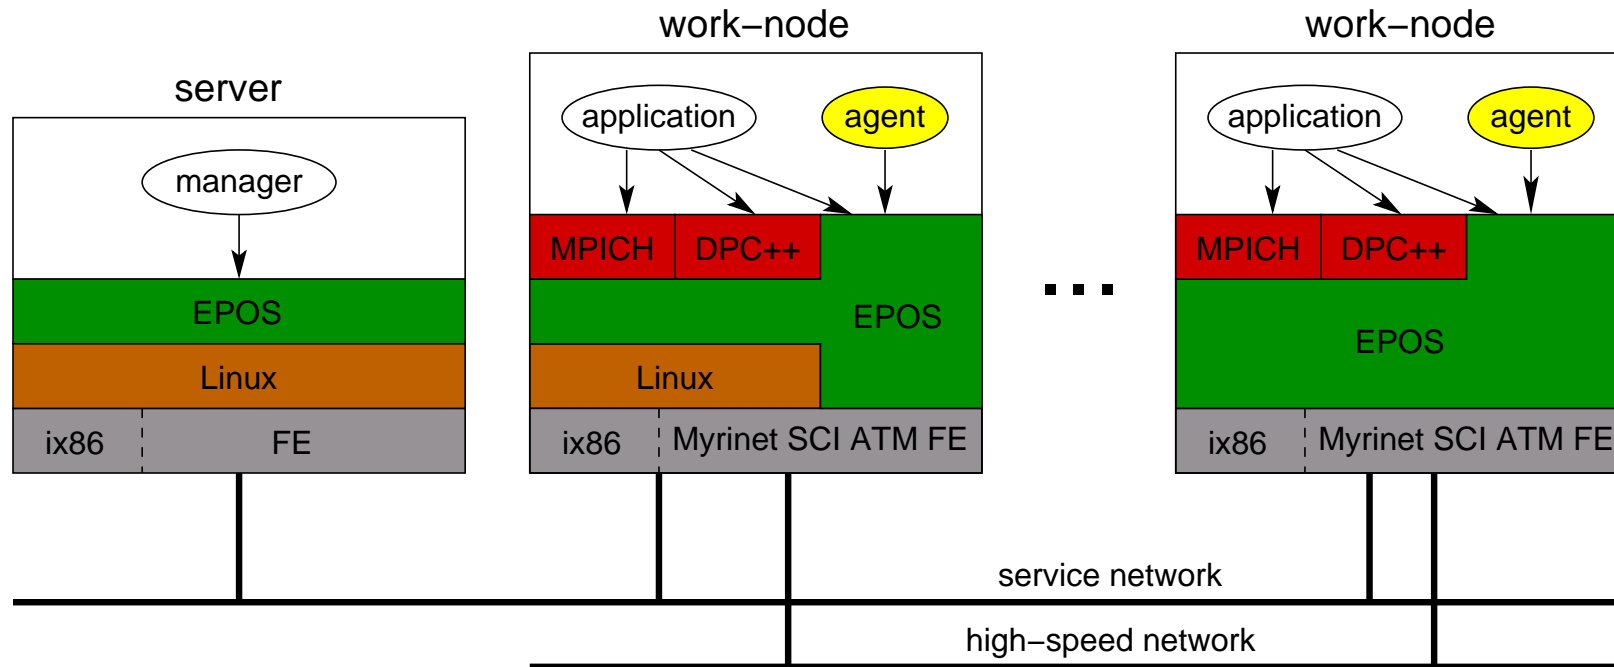 server
manager
EPOS
Linux
ix86 FE
work−node
application agent
MPICH DPC++
EPOS
Linux
ix86 Myrinet SCI ATM FE
work−node
application agent
MPICH DPC++
EPOS
ix86 Myrinet SCI ATM FE
service network
high−speed network